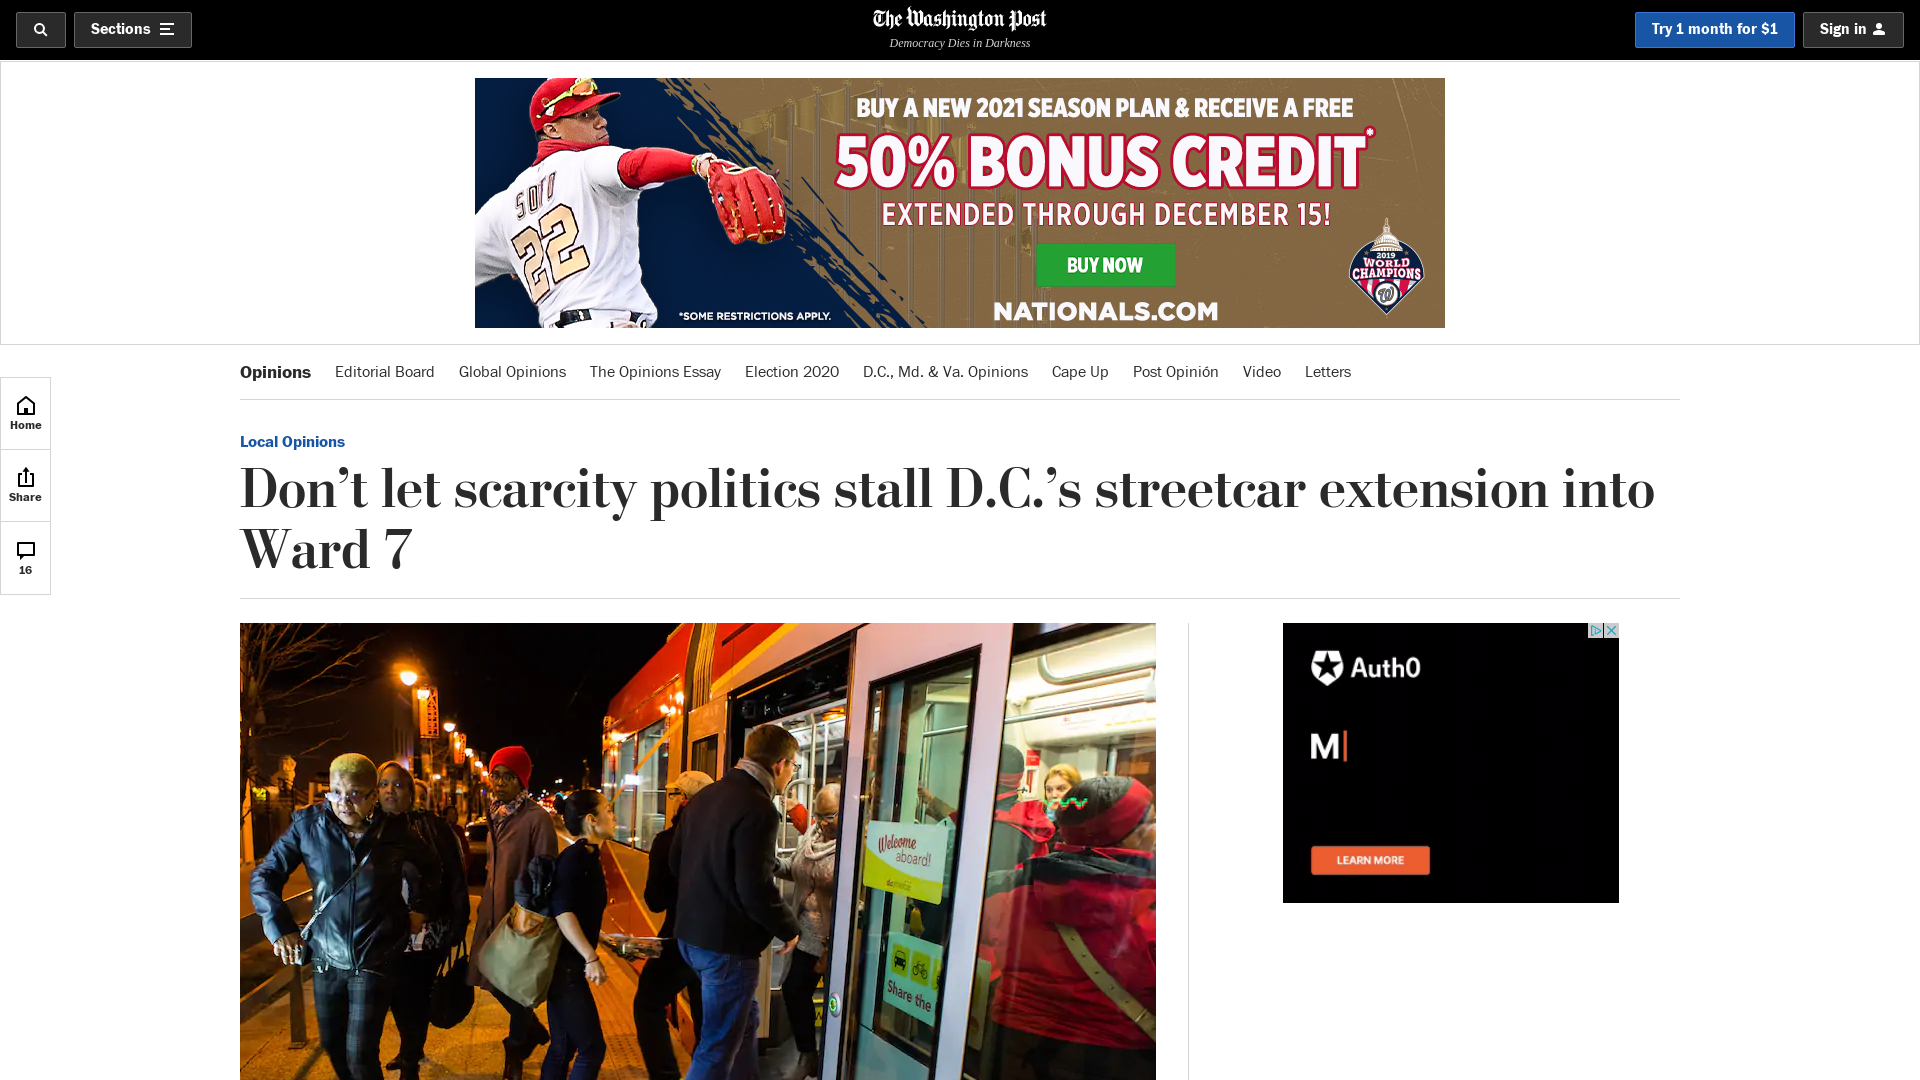 Sections
The Washington Post
Democracy Dies in Darkness
Try 1 month for $1
Sign in
BUY A NEW 2021 SEASON PLAN & RECEIVE A FREE
50% BONUS CREDIT*
EXTENDED THROUGH DECEMBER 15!
BUY NOW
NATIONALS.COM
*SOME RESTRICTIONS APPLY.
SOTO
22
2019
WORLD
CHAMPIONS
W
Opinions
Editorial Board
Global Opinions
The Opinions Essay
Election 2020
D.C., Md. & Va. Opinions
Cape Up
Post Opinión
Video
Letters
Home
Share
16
Local Opinions
Don’t let scarcity politics stall D.C.’s streetcar extension into
Ward 7
Welcome
aboard!
Share the
Auth0
M
LEARN MORE